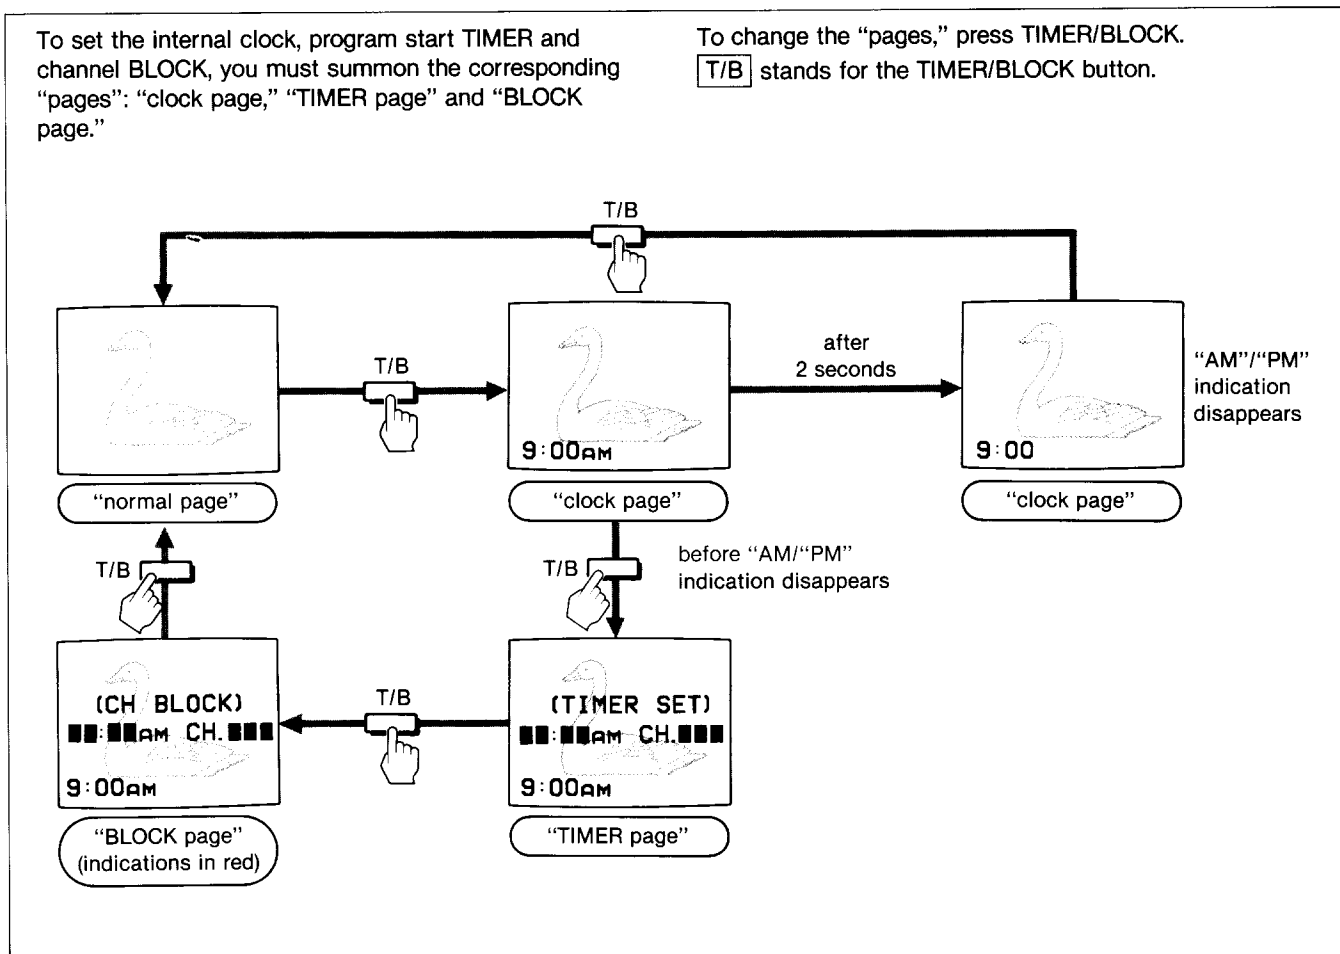 To set the internal clock, program start TIMER and
channel BLOCK, you must summon the corresponding
“pages”: “clock page,” “TIMER page” and “BLOCK
page.”
To change the “pages,” press TIMER/BLOCK.
T/B stands for the TIMER/BLOCK button.
T/B
T/B
after
2 seconds
“AM”/“PM”
indication
disappears
9:00AM
9:00
“normal page”
“clock page”
“clock page”
T/B
T/B
before “AM/“PM”
indication disappears
(CH BLOCK)
■■:■■AM CH.■■■
9:00AM
T/B
(TIMER SET)
■■:■■AM CH.■■■
9:00AM
“BLOCK page”
(indications in red)
“TIMER page”